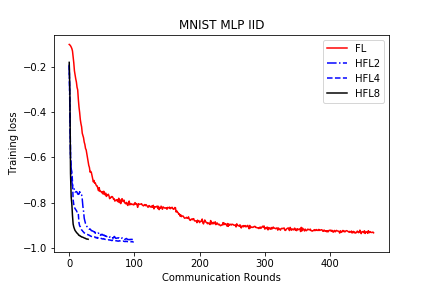 MNIST MLP IID
FL
HFL2
HFL4
HFL8
Training loss
−0.2
−0.4
−0.6
−0.8
−1.0
0
100
200
300
400
Communication Rounds